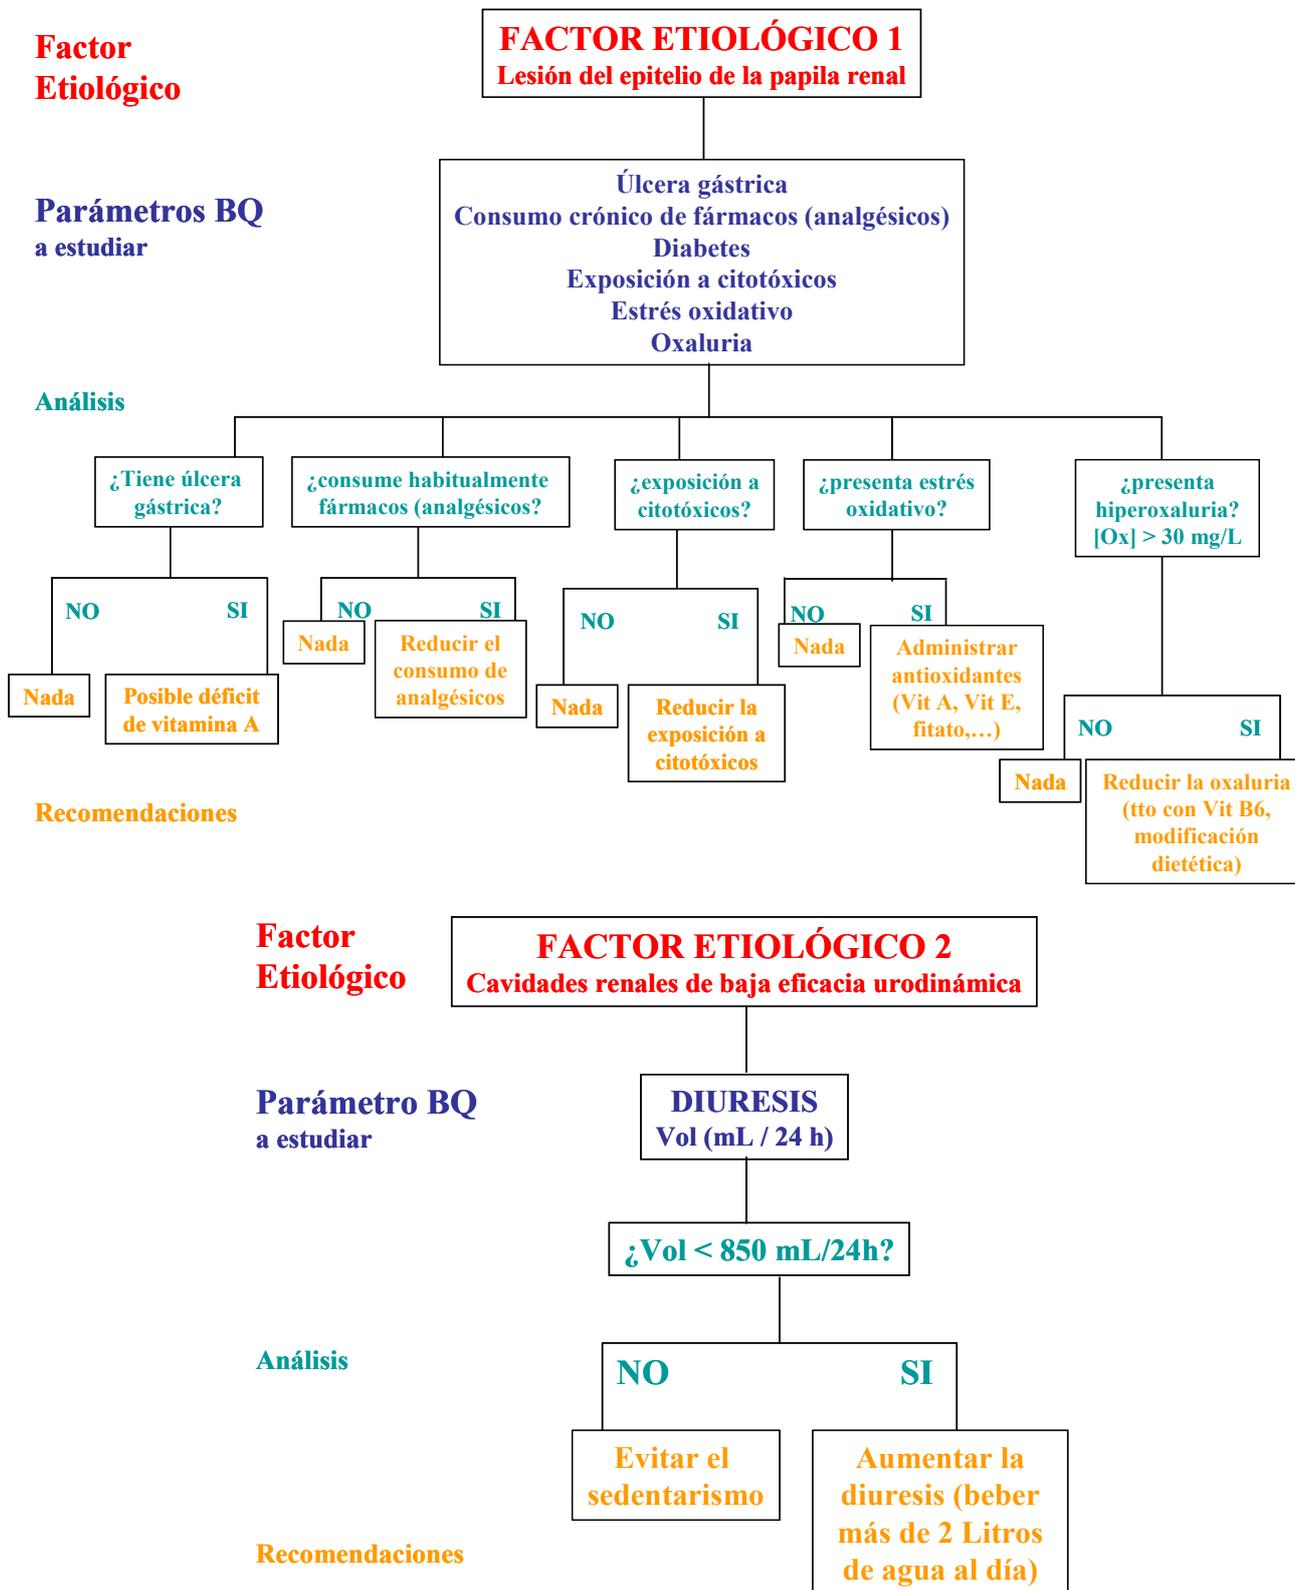 Factor
Etiológico
FACTOR ETIOLÓGICO 1
Lesión del epitelio de la papila renal
Parámetros BQ
a estudiar
Úlcera gástrica
Consumo crónico de fármacos (analgésicos)
Diabetes
Exposición a citotóxicos
Estrés oxidativo
Oxaluria
Análisis
¿Tiene úlcera
gástrica?
¿consume habitualmente
fármacos (analgésicos?
¿exposición a
citotóxicos?
¿presenta estrés
oxidativo?
¿presenta
hiperoxaluria?
[Ox] > 30 mg/L
NO SI
Nada
Posible déficit
de vitamina A
NO SI
Nada
Reducir el
consumo de
analgésicos
NO SI
Nada
Reducir la
exposición a
citotóxicos
NO SI
Nada
Administrar
antioxidantes
(Vit A, Vit E,
fitato,…)
NO SI
Nada
Reducir la oxaluria
(tto con Vit B6,
modificación
dietética)
Recomendaciones
Factor
Etiológico
FACTOR ETIOLÓGICO 2
Cavidades renales de baja eficacia urodinámica
Parámetro BQ
a estudiar
DIURESIS
Vol (mL / 24 h)
¿Vol < 850 mL/24h?
Análisis
NO SI
Evitar el
sedentarismo
Aumentar la
diuresis (beber
más de 2 Litros
de agua al día)
Recomendaciones